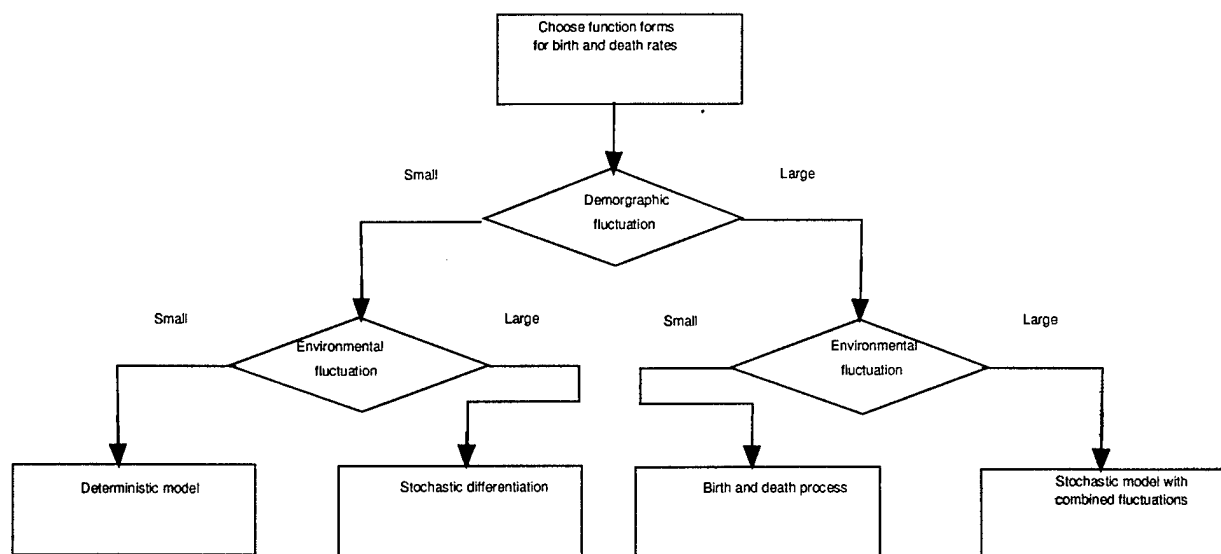 Choose function forms
for birth and death rates
Small
Large
Demorgraphic
fluctuation
Small
Large
Small
Large
Environmental
fluctuation
Environmental
fluctuation
Deterministic model
Stochastic differentiation
Birth and death process
Stochastic model with
combined fluctuations